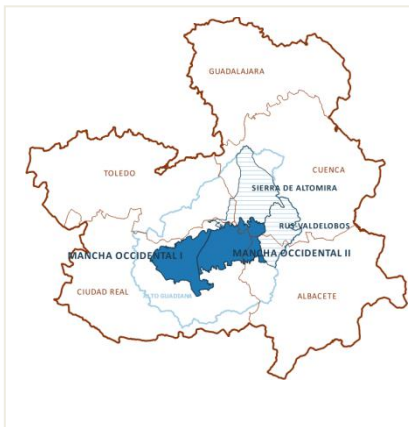 GUADALAJARA
TOLEDO
CUENCA
SIERRA DE ALTOMIRA
RUS VALDELOBOS
MANCHA OCCIDENTAL I
MANCHA OCCIDENTAL II
CIUDAD REAL
ALTO GUADIANA
ALBACETE